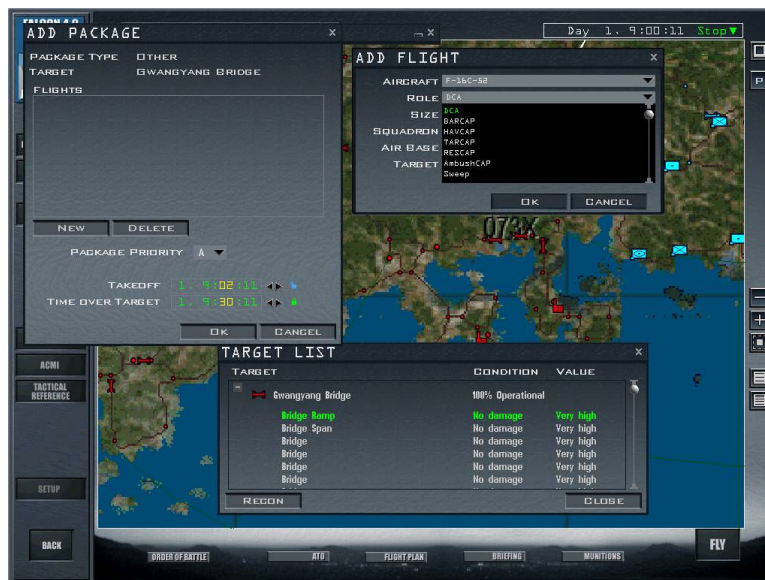 FALCON 4.0
Day 1. 9:00:11 Stop
ADD PACKAGE
PACKAGE TYPE OTHER
TARGET GWANGYANG BRIDGE
FLIGHTS
NEW DELETE
PACKAGE PRIORITY A
TAKEOFF 1. 9:02:11
TIME OVER TARGET 1. 9:30:11
OK CANCEL
ADD FLIGHT
AIRCRAFT F-16C-52
ROLE DCA
SIZE
SQUADRON
AIR BASE
TARGET
DCA
BARCAP
HAVCAP
TARCAP
RESCAP
AmbushCAP
Sweep
OK CANCEL
073X
P
TARGET LIST
TARGET CONDITION VALUE
Gwangyang Bridge 100% Operational
Bridge Ramp No damage Very high
Bridge Span No damage Very high
Bridge No damage Very high
Bridge No damage Very high
Bridge No damage Very high
Bridge No damage Very high
RECON CLOSE
ACMI
TACTICAL REFERENCE
SETUP
BACK
ORDER OF BATTLE ATO FLIGHT PLAN BRIEFING MUNITIONS
FLY